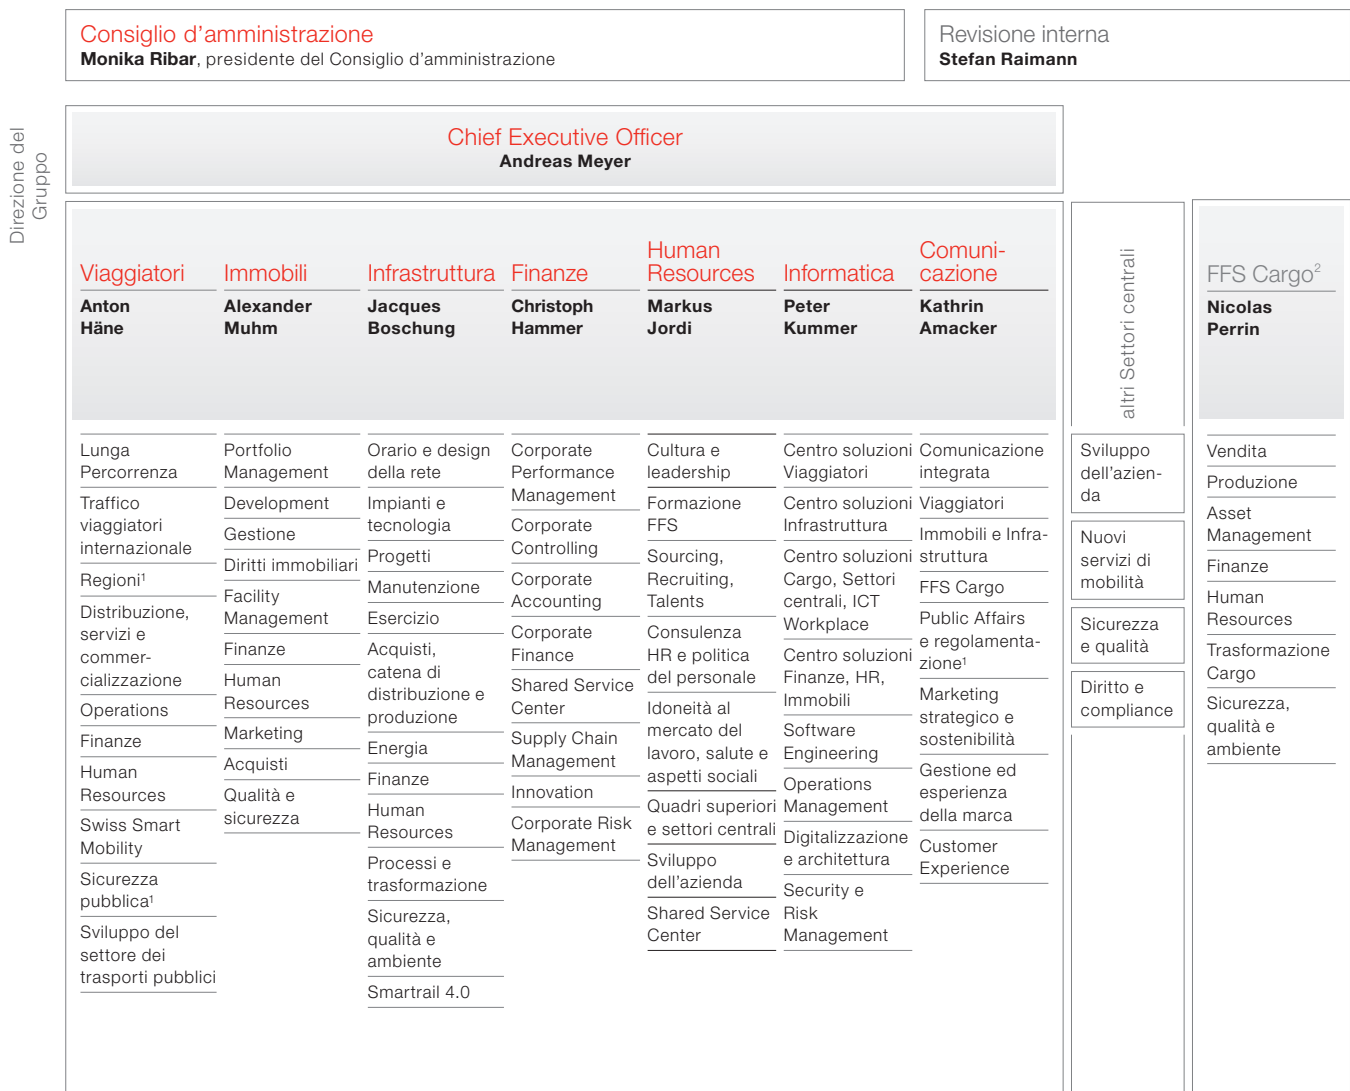 Consiglio d'amministrazione
Monika Ribar, presidente del Consiglio d'amministrazione
Revisione interna
Stefan Raimann
Direzione del
Gruppo
Chief Executive Officer
Andreas Meyer
Viaggiatori
Anton
Häne
Lunga
Percorrenza
Traffico
viaggiatori
internazionale
Regioni¹
Distribuzione,
servizi e
commer-
cializzazione
Operations
Finanze
Human
Resources
Swiss Smart
Mobility
Sicurezza
pubblica¹
Sviluppo del
settore dei
trasporti pubblici
Immobili
Alexander
Muhm
Portfolio
Management
Development
Gestione
Diritti immobiliari
Facility
Management
Finanze
Human
Resources
Marketing
Acquisti
Qualità e
sicurezza
Infrastruttura
Jacques
Boschung
Orario e design
della rete
Impianti e
tecnologia
Progetti
Manutenzione
Esercizio
Acquisti,
catena di
distribuzione e
produzione
Energia
Finanze
Human
Resources
Processi e
trasformazione
Sicurezza,
qualità e
ambiente
Smartrail 4.0
Finanze
Christoph
Hammer
Corporate
Performance
Management
Corporate
Controlling
Corporate
Accounting
Corporate
Finance
Shared Service
Center
Supply Chain
Management
Innovation
Corporate Risk
Management
Human
Resources
Markus
Jordi
Cultura e
leadership
Formazione
FFS
Sourcing,
Recruiting,
Talents
Consulenza
HR e politica
del personale
Idoneità al
mercato del
lavoro, salute e
aspetti sociali
Quadri superiori
e settori centrali
Sviluppo
dell'azienda
Shared Service
Center
Informatica
Peter
Kummer
Centro soluzioni
Viaggiatori
Centro soluzioni
Infrastruttura
Centro soluzioni
Cargo, Settori
centrali, ICT
Workplace
Centro soluzioni
Finanze, HR,
Immobili
Software
Engineering
Operations
Management
Digitalizzazione
e architettura
Security e
Risk
Management
Comuni-
cazione
Kathrin
Amacker
Comunicazione
integrata
Viaggiatori
Immobili e Infra-
struttura
FFS Cargo
Public Affairs
e regolamenta-
zione¹
Marketing
strategico e
sostenibilità
Gestione ed
esperienza
della marca
Customer
Experience
altri Settori centrali
Sviluppo
dell'azien-
da
Nuovi
servizi di
mobilità
Sicurezza
e qualità
Diritto e
compliance
FFS Cargo²
Nicolas
Perrin
Vendita
Produzione
Asset
Management
Finanze
Human
Resources
Trasformazione
Cargo
Sicurezza,
qualità e
ambiente